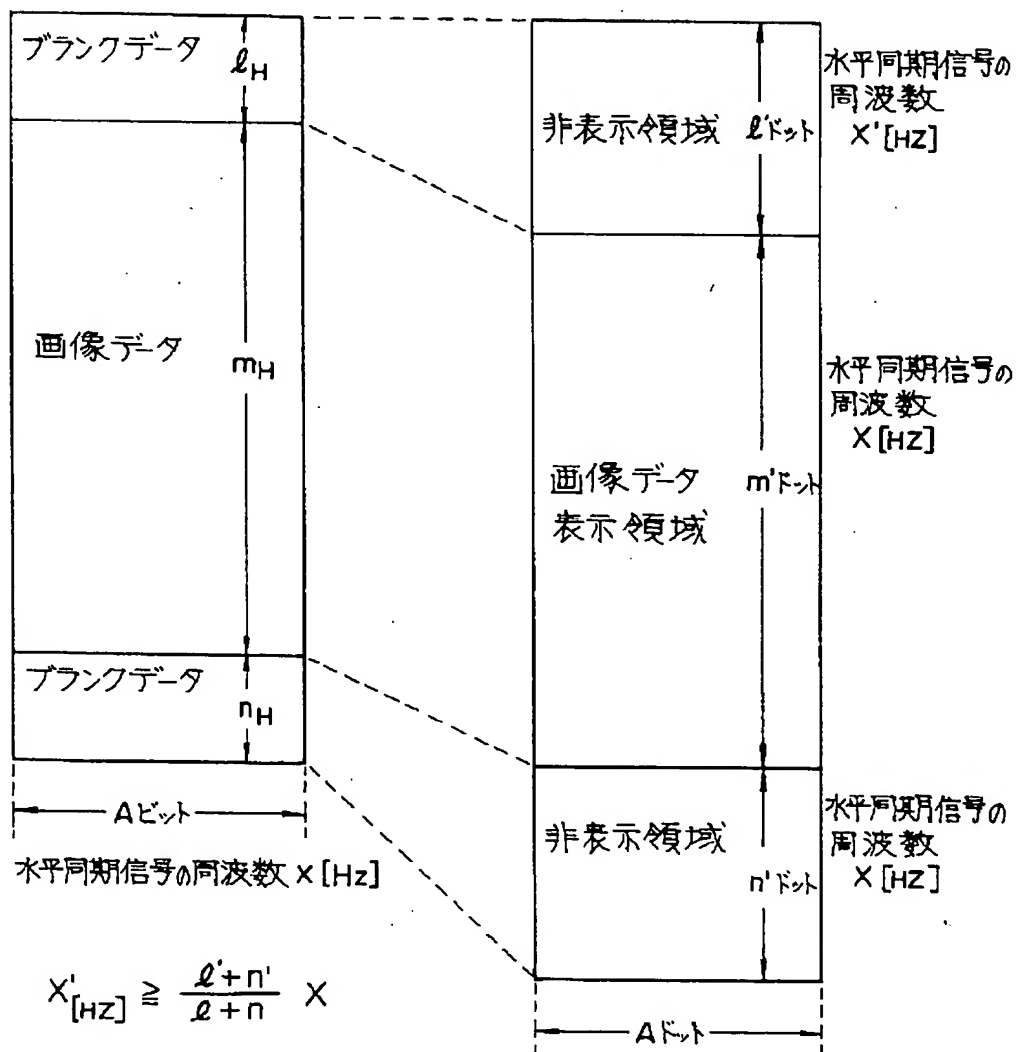 ブランクデータ
ℓH
画像データ
mH
ブランクデータ
nH
Aビット
水平同期信号の周波数 X [Hz]
X'[HZ] ≧ ℓ'+n' / ℓ+n X
非表示領域 ℓ'ドット
水平同期信号の
周波数
X'[HZ]
画像データ
表示領域
m'ドット
水平同期信号の
周波数
X[HZ]
非表示領域
n'ドット
水平同期信号の
周波数
X[HZ]
Aドット